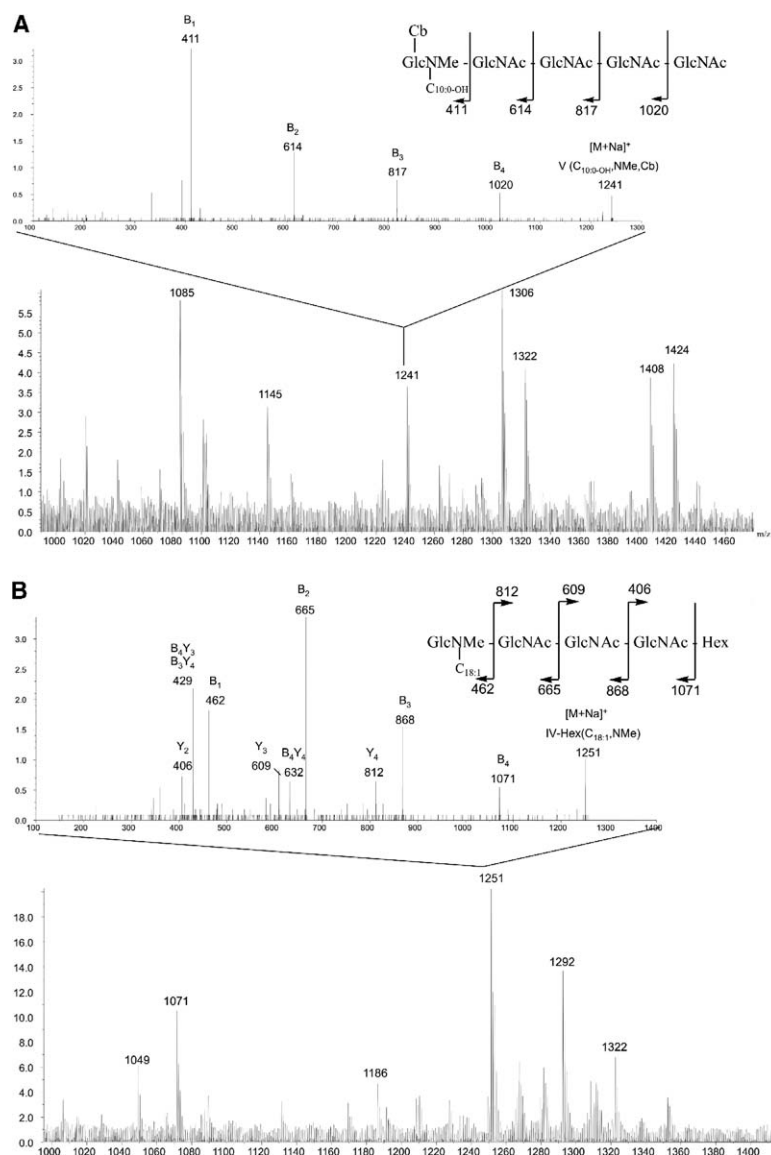 A
B1
411
3.0
2.5
2.0
1.5
1.0
0.5
0.0
B2
614
B3
817
B4
1020
[M+Na]+
V (C10:0-OH,NMe,Cb)
1241
100 200 300 400 500 600 700 800 900 1000 1100 1200 1300
Cb
GlcNMe - GlcNAc - GlcNAc - GlcNAc - GlcNAc
C10:0-OH
411 614 817 1020
5.5
5.0
4.5
4.0
3.5
3.0
2.5
2.0
1.5
1.0
0.5
0.0
1085
1145
1241
1306
1322
1408
1424
1000 1020 1040 1060 1080 1100 1120 1140 1160 1180 1200 1220 1240 1260 1280 1300 1320 1340 1360 1380 1400 1420 1440 1460 m/z
B
3.0
2.5
2.0
1.5
1.0
0.5
0.0
B2
665
B4Y3
B3Y4
429
B1
462
Y2
406
Y3
609
B4Y4
632
Y4
812
B3
868
B4
1071
[M+Na]+
IV-Hex(C18:1,NMe)
1251
100 200 300 400 500 600 700 800 900 1000 1100 1200 1300 1400
812 609 406
GlcNMe - GlcNAc - GlcNAc - GlcNAc - Hex
C18:1
462 665 868 1071
18.0
16.0
14.0
12.0
10.0
8.0
6.0
4.0
2.0
0.0
1049
1071
1186
1251
1292
1322
1000 1020 1040 1060 1080 1100 1120 1140 1160 1180 1200 1220 1240 1260 1280 1300 1320 1340 1360 1380 1400